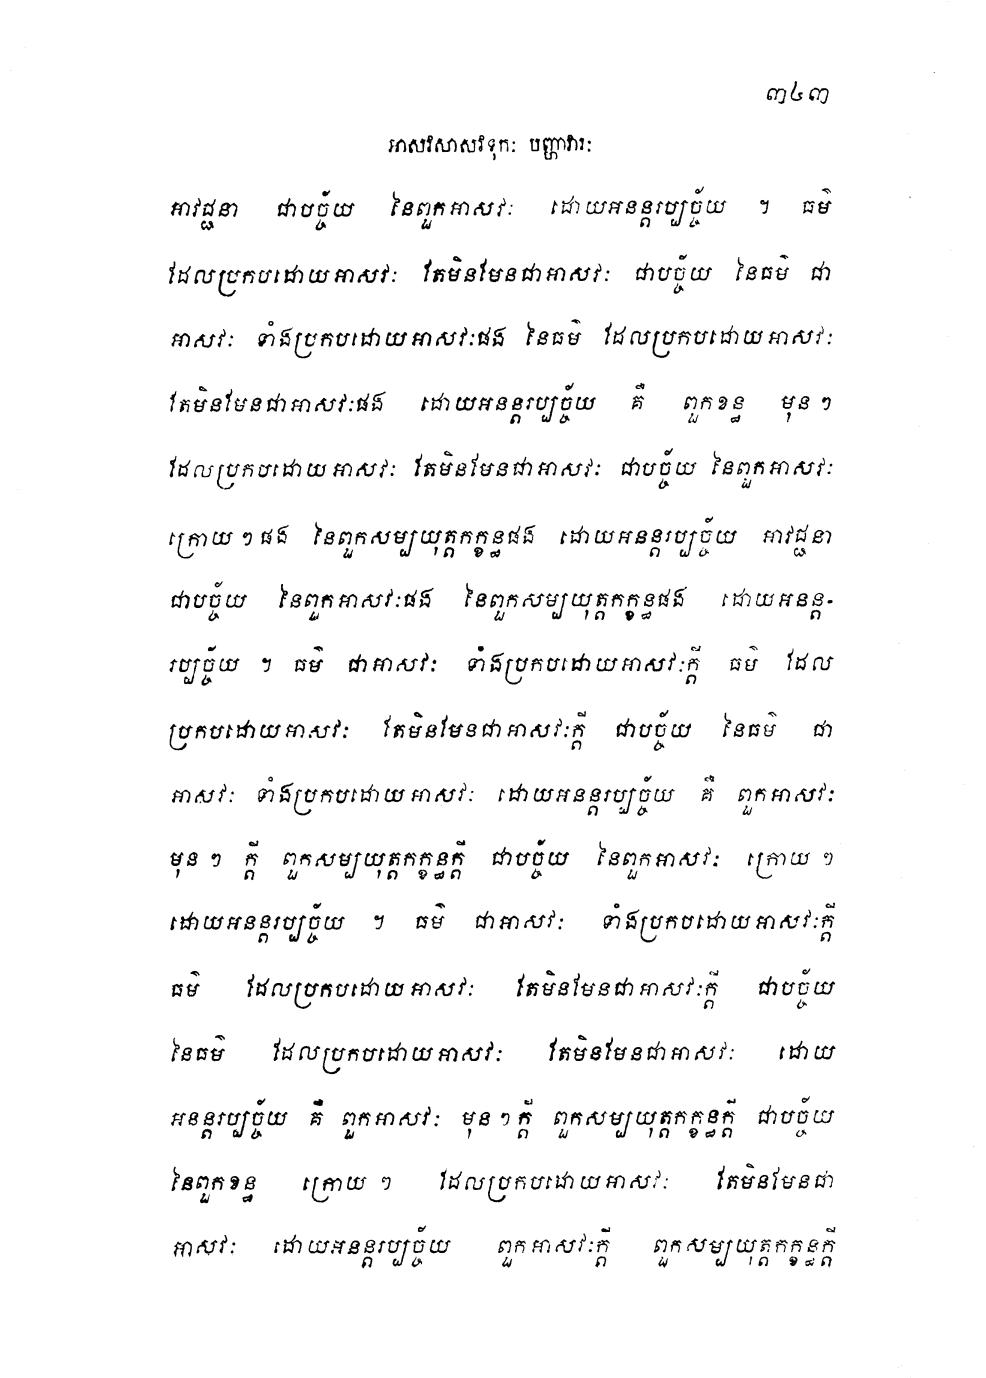 ៣៤៣
អាសវសាសវទុកៈ បញ្ហាវារៈ
អាវជ្ជនា ជាបច្ច័យ នៃពួកអាសវៈ ដោយអនន្តរប្បច្ច័យ ។ ធម៌
ដែលប្រកបដោយអាសវៈ តែមិនមែនជាអាសវៈ ជាបច្ច័យ នៃធម៌ ជា
អាសវៈ ទាំងប្រកបដោយអាសវៈផង នៃធម៌ ដែលប្រកបដោយអាសវៈ
តែមិនមែនជាអាសវៈផង ដោយអនន្តរប្បច្ច័យ គឺ ពួកខន្ធ មុនៗ
ដែលប្រកបដោយអាសវៈ តែមិនមែនជាអាសវៈ ជាបច្ច័យ នៃពួកអាសវៈ
ក្រោយៗផង នៃពួកសម្បយុត្តកក្ខន្ធផង ដោយអនន្តរប្បច្ច័យ អាវជ្ជនា
ជាបច្ច័យ នៃពួកអាសវៈផង នៃពួកសម្បយុត្តកក្ខន្ធផង ដោយអនន្ត-
រប្បច្ច័យ ។ ធម៌ ជាអាសវៈ ទាំងប្រកបដោយអាសវៈក្តី ធម៌ ដែល
ប្រកបដោយអាសវៈ តែមិនមែនជាអាសវៈក្តី ជាបច្ច័យ នៃធម៌ ជា
អាសវៈ ទាំងប្រកបដោយអាសវៈ ដោយអនន្តរប្បច្ច័យ គឺ ពួកអាសវៈ
មុនៗ ក្តី ពួកសម្បយុត្តកក្ខន្ធក្តី ជាបច្ច័យ នៃពួកអាសវៈ ក្រោយៗ
ដោយអនន្តរប្បច្ច័យ ។ ធម៌ ជាអាសវៈ ទាំងប្រកបដោយអាសវៈក្តី
ធម៌ ដែលប្រកបដោយអាសវៈ តែមិនមែនជាអាសវៈក្តី ជាបច្ច័យ
នៃធម៌ ដែលប្រកបដោយអាសវៈ តែមិនមែនជាអាសវៈ ដោយ
អនន្តរប្បច្ច័យ គឺ ពួកអាសវៈ មុនៗក្តី ពួកសម្បយុត្តកក្ខន្ធក្តី ជាបច្ច័យ
នៃពួកខន្ធ ក្រោយៗ ដែលប្រកបដោយអាសវៈ តែមិនមែនជា
អាសវៈ ដោយអនន្តរប្បច្ច័យ ពួកអាសវៈក្តី ពួកសម្បយុត្តកក្ខន្ធក្តី